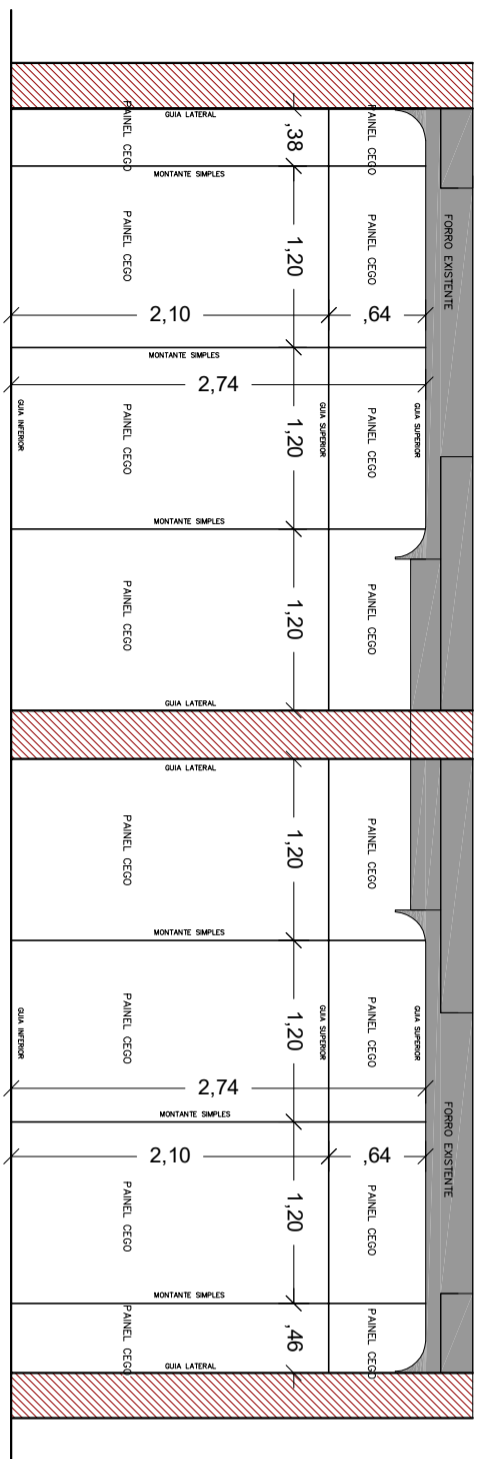 FORRO EXISTENTE
PAINEL CEGO
PAINEL CEGO
GUIA SUPERIOR
PAINEL CEGO
PAINEL CEGO
PAINEL CEGO
PAINEL CEGO
GUIA SUPERIOR
PAINEL CEGO
PAINEL CEGO
FORRO EXISTENTE
,64
,64
GUIA SUPERIOR
GUIA SUPERIOR
,38
1,20
1,20
1,20
1,20
1,20
1,20
,46
2,74
2,74
2,10
2,10
GUIA LATERAL
MONTANTE SIMPLES
MONTANTE SIMPLES
MONTANTE SIMPLES
GUIA LATERAL
GUIA LATERAL
MONTANTE SIMPLES
MONTANTE SIMPLES
MONTANTE SIMPLES
GUIA LATERAL
PAINEL CEGO
PAINEL CEGO
PAINEL CEGO
PAINEL CEGO
PAINEL CEGO
PAINEL CEGO
PAINEL CEGO
PAINEL CEGO
GUIA INFERIOR
GUIA INFERIOR